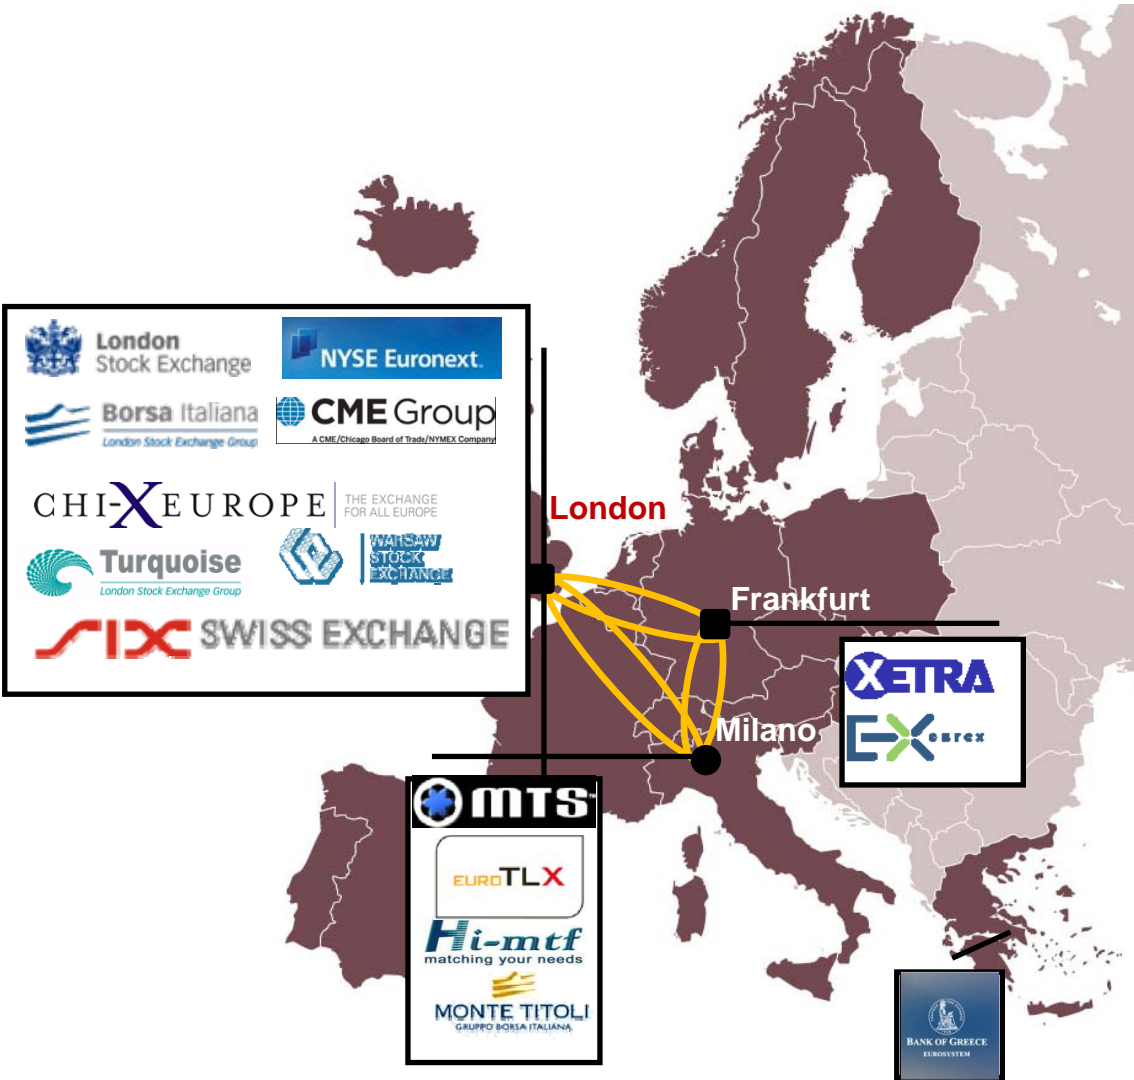 London
Stock Exchange
NYSE Euronext.
Borsa Italiana
London Stock Exchange Group
CME Group
A CME/Chicago Board of Trade/NYMEX Company
CHI-XEUROPE
THE EXCHANGE
FOR ALL EUROPE
Turquoise
London Stock Exchange Group
WARSAW
STOCK
EXCHANGE
SIX SWISS EXCHANGE
London
Frankfurt
XETRA
EX eurex
Milano
MTS™
EUROTLX
Hi-mtf
matching your needs
MONTE TITOLI
GRUPPO BORSA ITALIANA
BANK OF GREECE
EUROSYSTEM